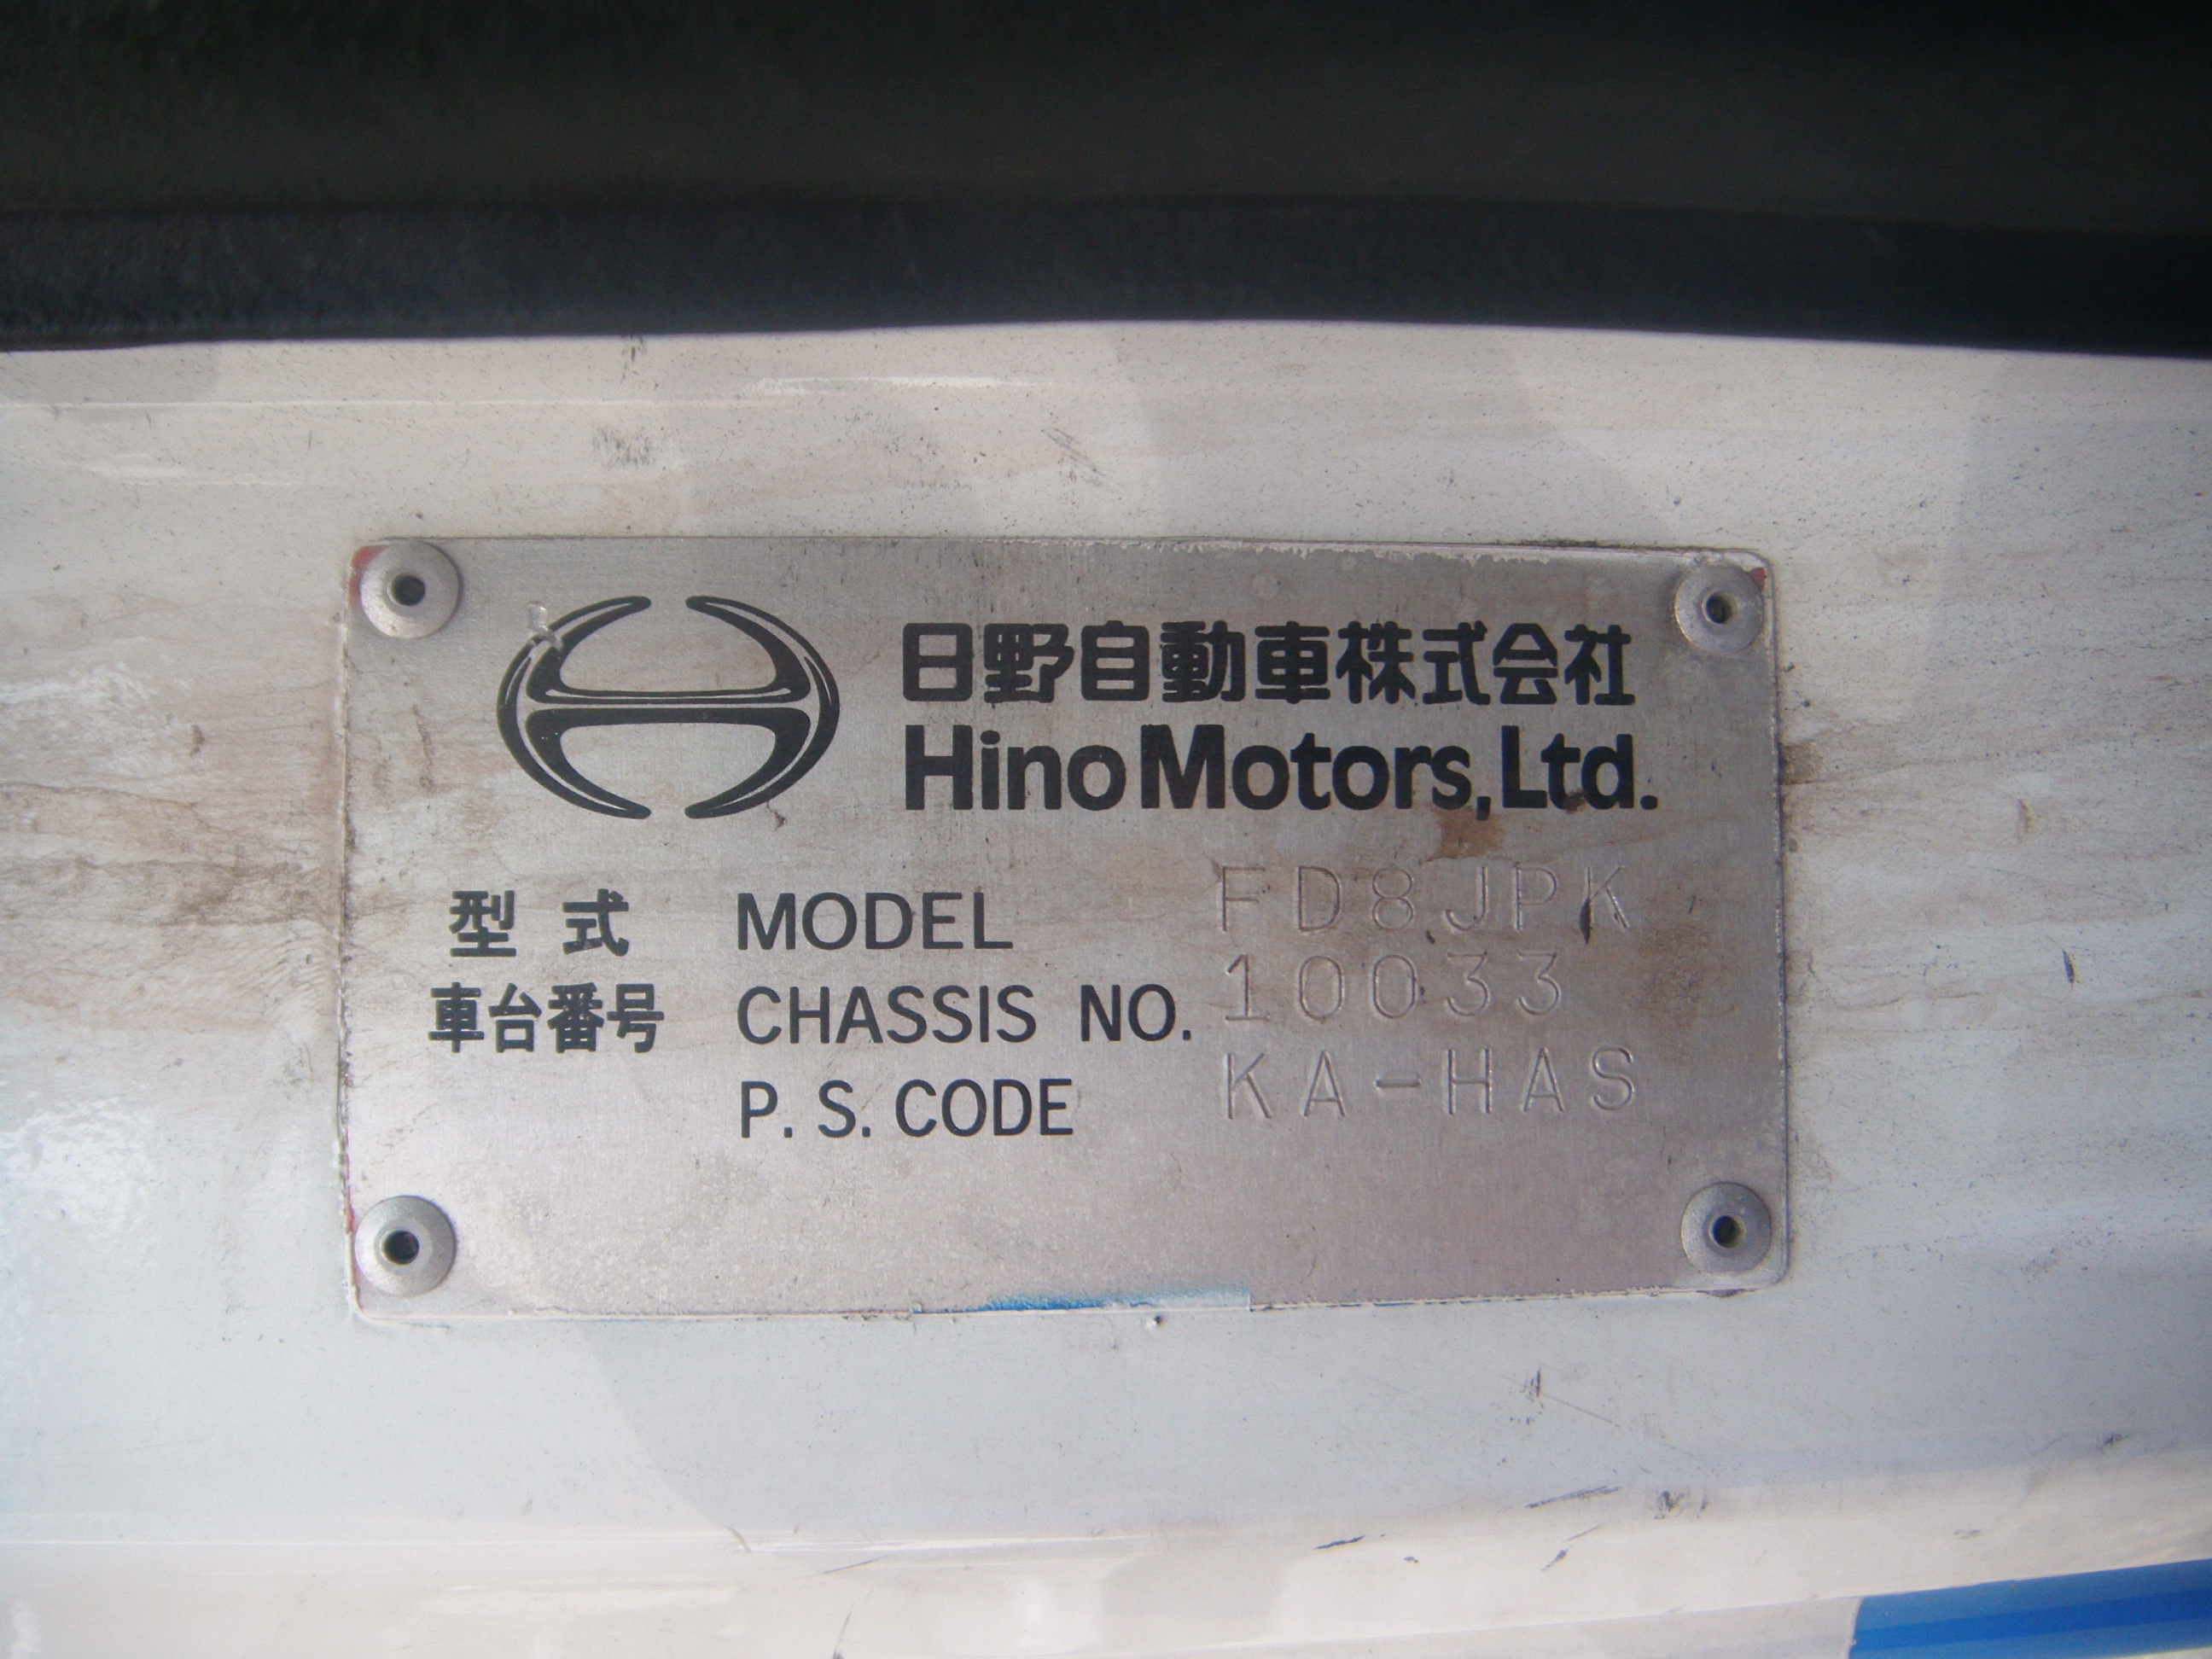 日野自動車株式会社
Hino Motors, Ltd.
型式 MODEL FD8JPK
車台番号 CHASSIS NO. 10033
P. S. CODE KA-HAS